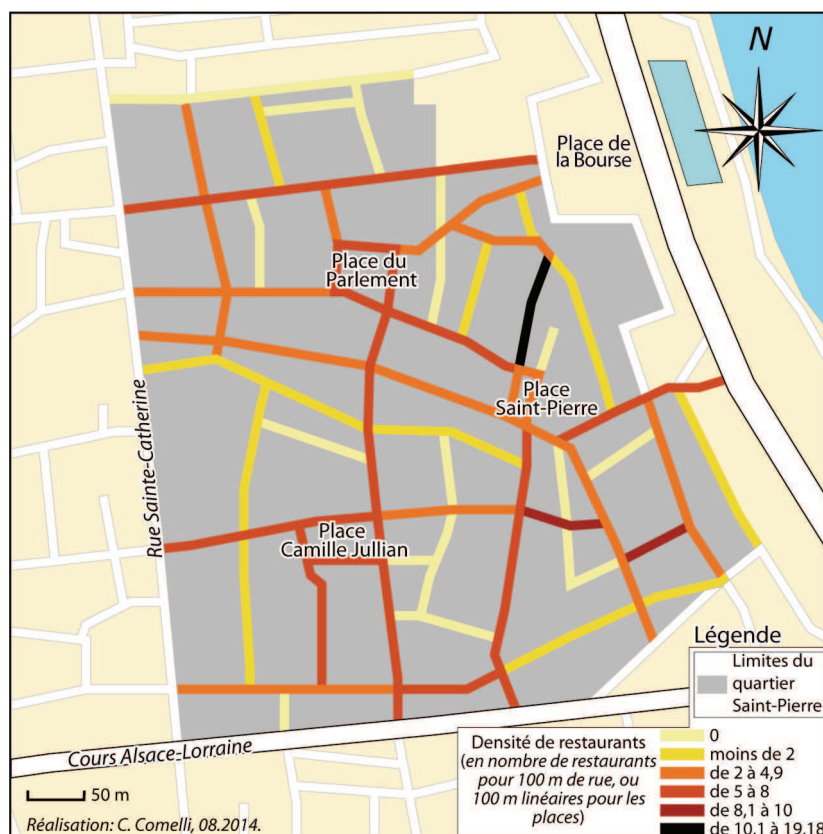 N
Place de
la Bourse
Place du
Parlement
Place
Saint-Pierre
Rue Sainte-Catherine
Place
Camille Jullian
Cours Alsace-Lorraine
50 m
Réalisation: C. Comelli, 08.2014.
Légende
Limites du
quartier
Saint-Pierre
Densité de restaurants
(en nombre de restaurants
pour 100 m de rue, ou
100 m linéaires pour les
places)
0
moins de 2
de 2 à 4,9
de 5 à 8
de 8,1 à 10
de 10,1 à 19,18